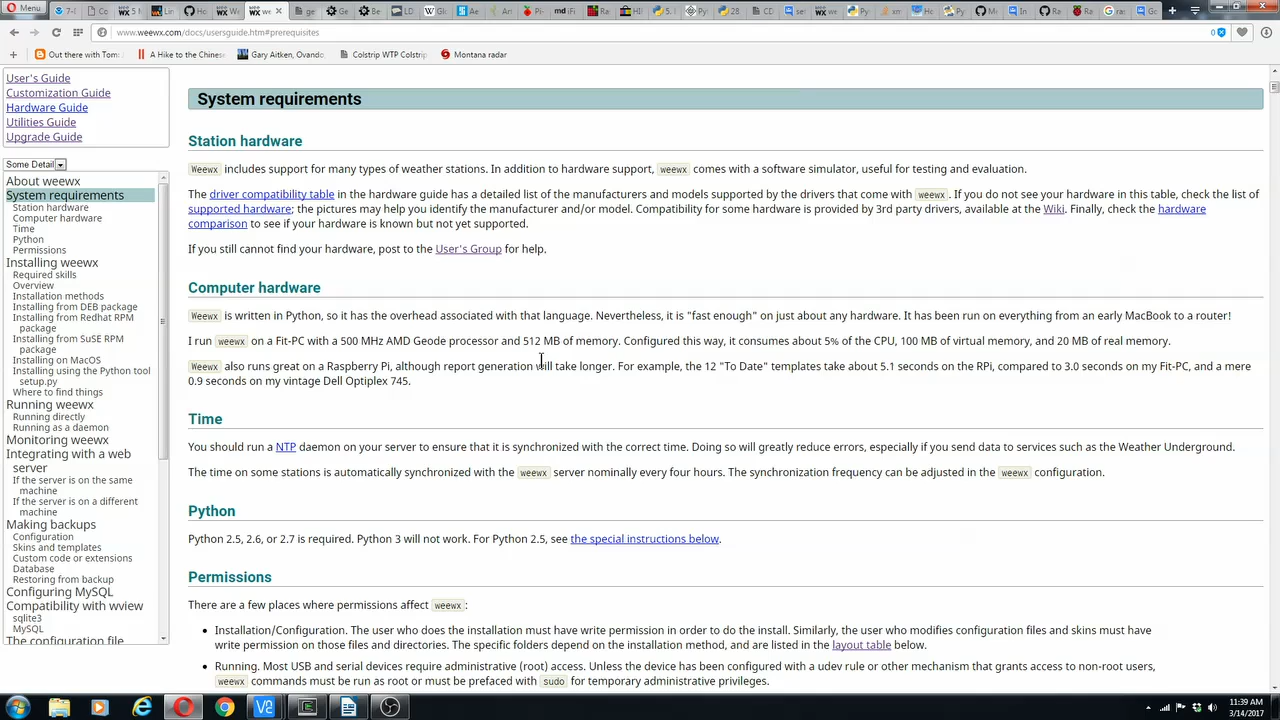 Menu
www.weewx.com/docs/usersguide.htm#prerequisites
0
Out there with Tom:
A Hike to the Chinese
Gary Aitken, Ovando
Colstrip WTP Colstrip
Montana radar
User's Guide
Customization Guide
Hardware Guide
Utilities Guide
Upgrade Guide
Some Detail
About weewx
System requirements
Station hardware
Computer hardware
Time
Python
Permissions
Installing weewx
Required skills
Overview
Installation methods
Installing from DEB package
Installing from Redhat RPM
package
Installing from SuSE RPM
package
Installing on MacOS
Installing using the Python tool
setup.py
Where to find things
Running weewx
Running directly
Running as a daemon
Monitoring weewx
Integrating with a web
server
If the server is on the same
machine
If the server is on a different
machine
Making backups
Configuration
Skins and templates
Custom code or extensions
Database
Restoring from backup
Configuring MySQL
Compatibility with wview
sqlite3
MySQL
The configuration file
System requirements
Station hardware
Weewx includes support for many types of weather stations. In addition to hardware support, weewx comes with a software simulator, useful for testing and evaluation.
The driver compatibility table in the hardware guide has a detailed list of the manufacturers and models supported by the drivers that come with weewx. If you do not see your hardware in this table, check the list of
supported hardware; the pictures may help you identify the manufacturer and/or model. Compatibility for some hardware is provided by 3rd party drivers, available at the Wiki. Finally, check the hardware
comparison to see if your hardware is known but not yet supported.
If you still cannot find your hardware, post to the User's Group for help.
Computer hardware
Weewx is written in Python, so it has the overhead associated with that language. Nevertheless, it is "fast enough" on just about any hardware. It has been run on everything from an early MacBook to a router!
I run weewx on a Fit-PC with a 500 MHz AMD Geode processor and 512 MB of memory. Configured this way, it consumes about 5% of the CPU, 100 MB of virtual memory, and 20 MB of real memory.
Weewx also runs great on a Raspberry Pi, although report generation will take longer. For example, the 12 "To Date" templates take about 5.1 seconds on the RPi, compared to 3.0 seconds on my Fit-PC, and a mere
0.9 seconds on my vintage Dell Optiplex 745.
Time
You should run a NTP daemon on your server to ensure that it is synchronized with the correct time. Doing so will greatly reduce errors, especially if you send data to services such as the Weather Underground.
The time on some stations is automatically synchronized with the weewx server nominally every four hours. The synchronization frequency can be adjusted in the weewx configuration.
Python
Python 2.5, 2.6, or 2.7 is required. Python 3 will not work. For Python 2.5, see the special instructions below.
Permissions
There are a few places where permissions affect weewx:
• Installation/Configuration. The user who does the installation must have write permission in order to do the install. Similarly, the user who modifies configuration files and skins must have
write permission on those files and directories. The specific folders depend on the installation method, and are listed in the layout table below.
• Running. Most USB and serial devices require administrative (root) access. Unless the device has been configured with a udev rule or other mechanism that grants access to non-root users,
weewx commands must be run as root or must be prefaced with sudo for temporary administrative privileges.
11:39 AM
3/14/2017